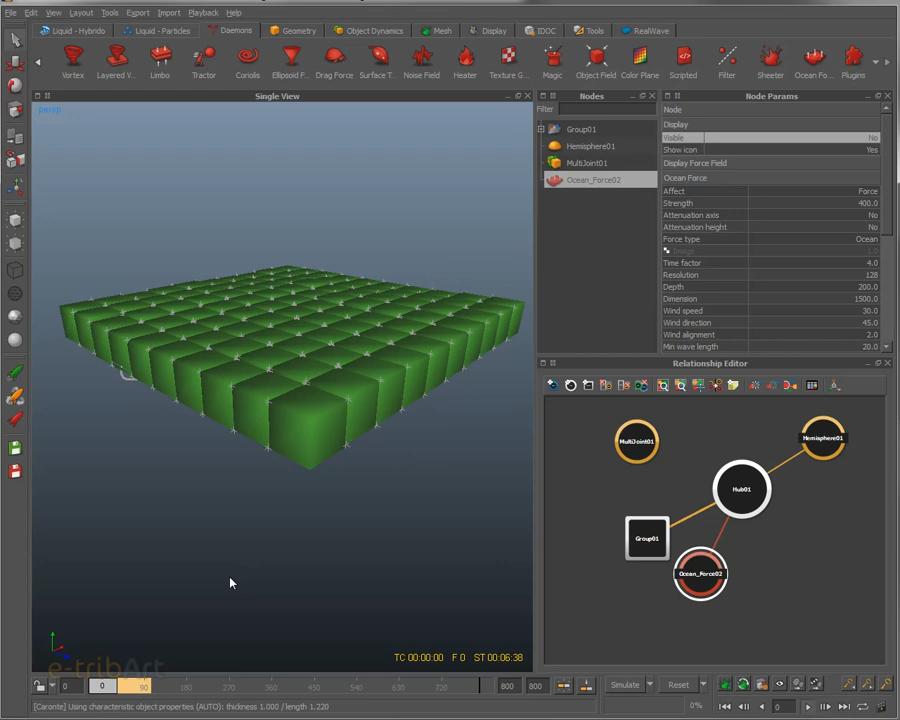 File Edit View Layout Tools Export Import Playback Help
Liquid - Hybrido Liquid - Particles Daemons Geometry Object Dynamics Mesh Display IDOC Tools RealWave
Vortex Layered V... Limbo Tractor Coriolis Ellipsoid F... Drag Force Surface T... Noise Field Heater Texture G... Magic Object Field Color Plane Scripted Filter Sheeter Ocean Fo... Plugins
Single View
persp
Nodes
Filter
Group01
Hemisphere01
MultiJoint01
Ocean_Force02
Node Params
Node
Display
Visible No
Show icon Yes
Display Force Field
Ocean Force
Affect Force
Strength 400.0
Attenuation axis No
Attenuation height No
Force type Ocean
Image 1.0
Time factor 4.0
Resolution 128
Depth 200.0
Dimension 1500.0
Wind speed 30.0
Wind direction 45.0
Wind alignment 2.0
Min wave length 20.0
Relationship Editor
MultiJoint01
Hemisphere01
Hub01
Group01
Ocean_Force02
e-tribArt
TC 00:00:00 F 0 ST 00:06:38
0 0 90 180 270 360 450 540 630 720 800 800
Simulate Reset
[Caronte] Using characteristic object properties (AUTO): thickness 1.000 / length 1.220
0% 0